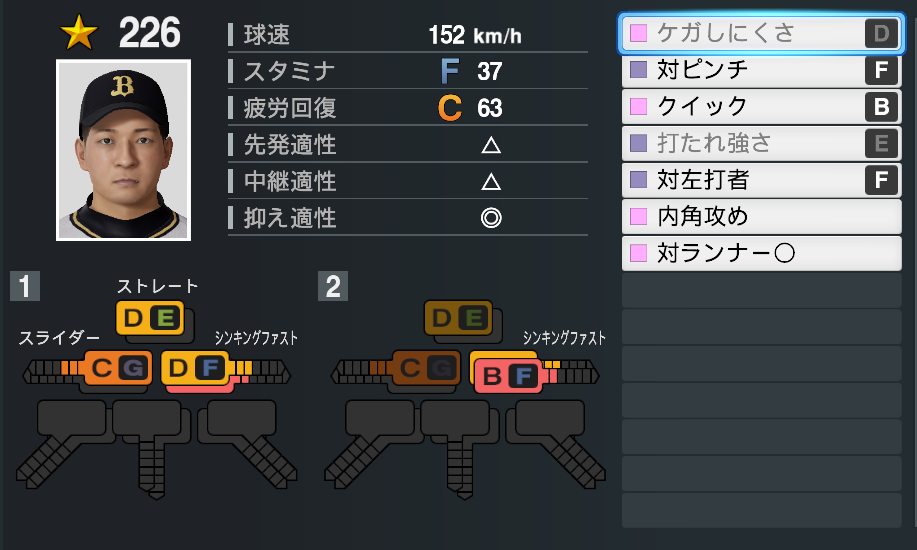 226
B
球速 152 km/h
スタミナ F 37
疲労回復 C 63
先発適性 △
中継適性 △
抑え適性 ◎
ケガしにくさ D
対ピンチ F
クイック B
打たれ強さ E
対左打者 F
内角攻め
対ランナー〇
1
ストレート
D E
スライダー
C G
シンキングファスト
D F
2
D E
C G
シンキングファスト
B F